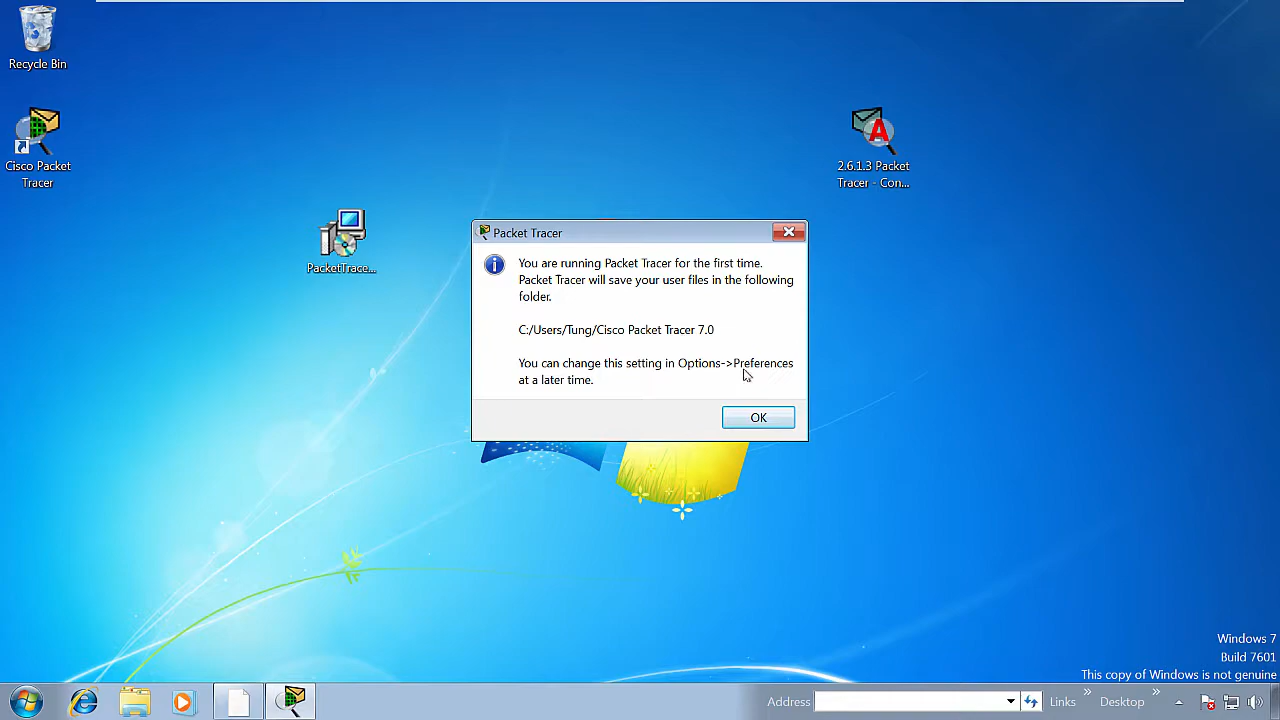 Recycle Bin
Cisco Packet
Tracer
PacketTrace...
2.6.1.3 Packet
Tracer - Con...
Packet Tracer
You are running Packet Tracer for the first time.
Packet Tracer will save your user files in the following
folder.
C:/Users/Tung/Cisco Packet Tracer 7.0
You can change this setting in Options->Preferences
at a later time.
OK
Windows 7
Build 7601
This copy of Windows is not genuine
Address
Links
Desktop